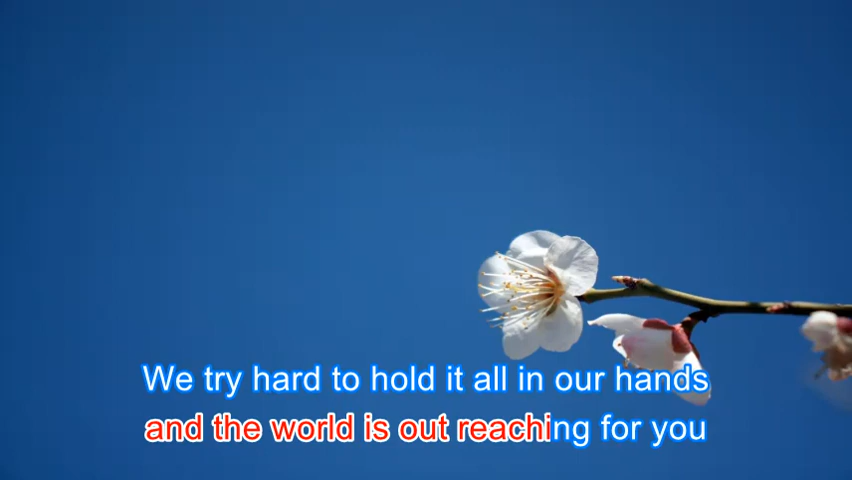 We try hard to hold it all in our hands
and the world is out reaching for you